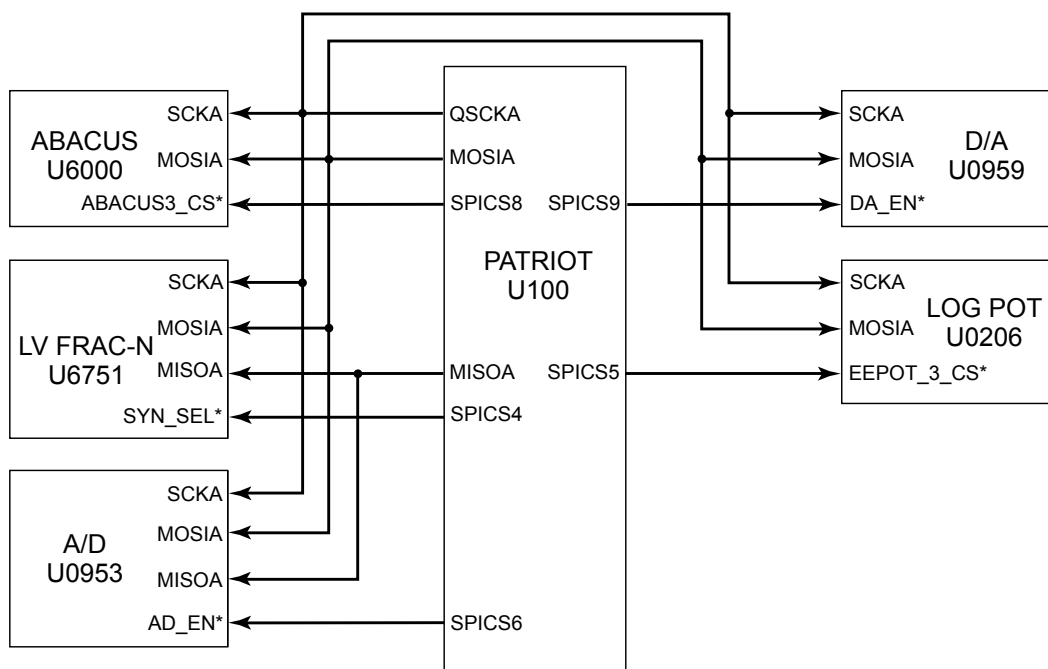 SCKA
ABACUS
U6000
MOSIA
ABACUS3_CS*
SCKA
MOSIA
LV FRAC-N
U6751
MISOA
SYN_SEL*
SCKA
MOSIA
A/D
U0953
MISOA
AD_EN*
QSCKA
MOSIA
SPICS8
SPICS9
PATRIOT
U100
MISOA
SPICS5
SPICS4
SPICS6
SCKA
D/A
U0959
MOSIA
DA_EN*
SCKA
LOG POT
U0206
MOSIA
EEPOT_3_CS*